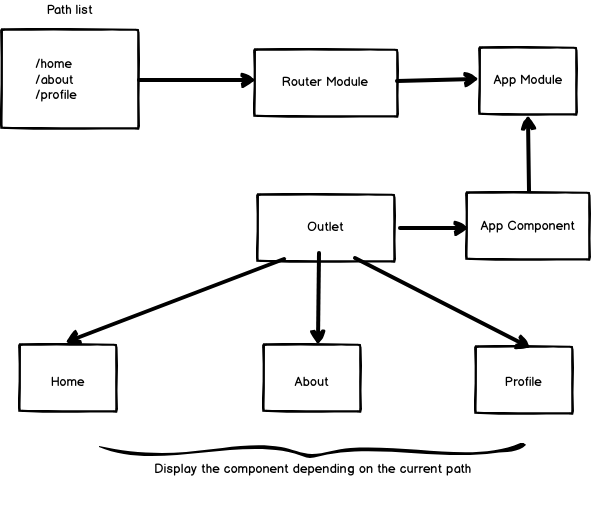 Path list
/home
/about
/profile
Router Module
App Module
Outlet
App Component
Home
About
Profile
Display the component depending on the current path